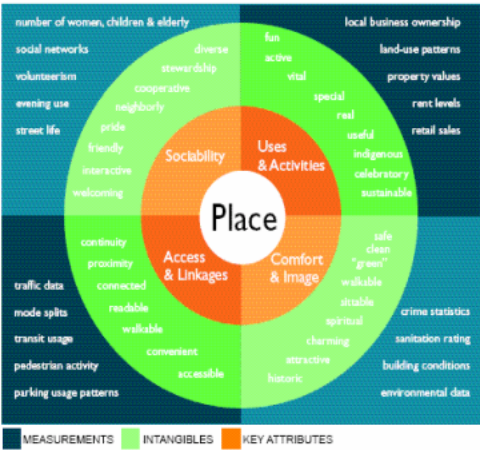 number of women, children & elderly
social networks
volunteerism
evening use
street life
local business ownership
land-use patterns
property values
rent levels
retail sales
diverse
stewardship
cooperative
neighborly
pride
friendly
interactive
welcoming
fun
active
vital
special
real
useful
indigenous
celebratory
sustainable
Sociability
Uses
& Activities
Place
Access
& Linkages
Comfort
& Image
continuity
proximity
connected
readable
walkable
convenient
accessible
safe
clean
"green"
walkable
sittable
spiritual
charming
attractive
historic
traffic data
mode splits
transit usage
pedestrian activity
parking usage patterns
crime statistics
sanitation rating
building conditions
environmental data
MEASUREMENTS
INTANGIBLES
KEY ATTRIBUTES